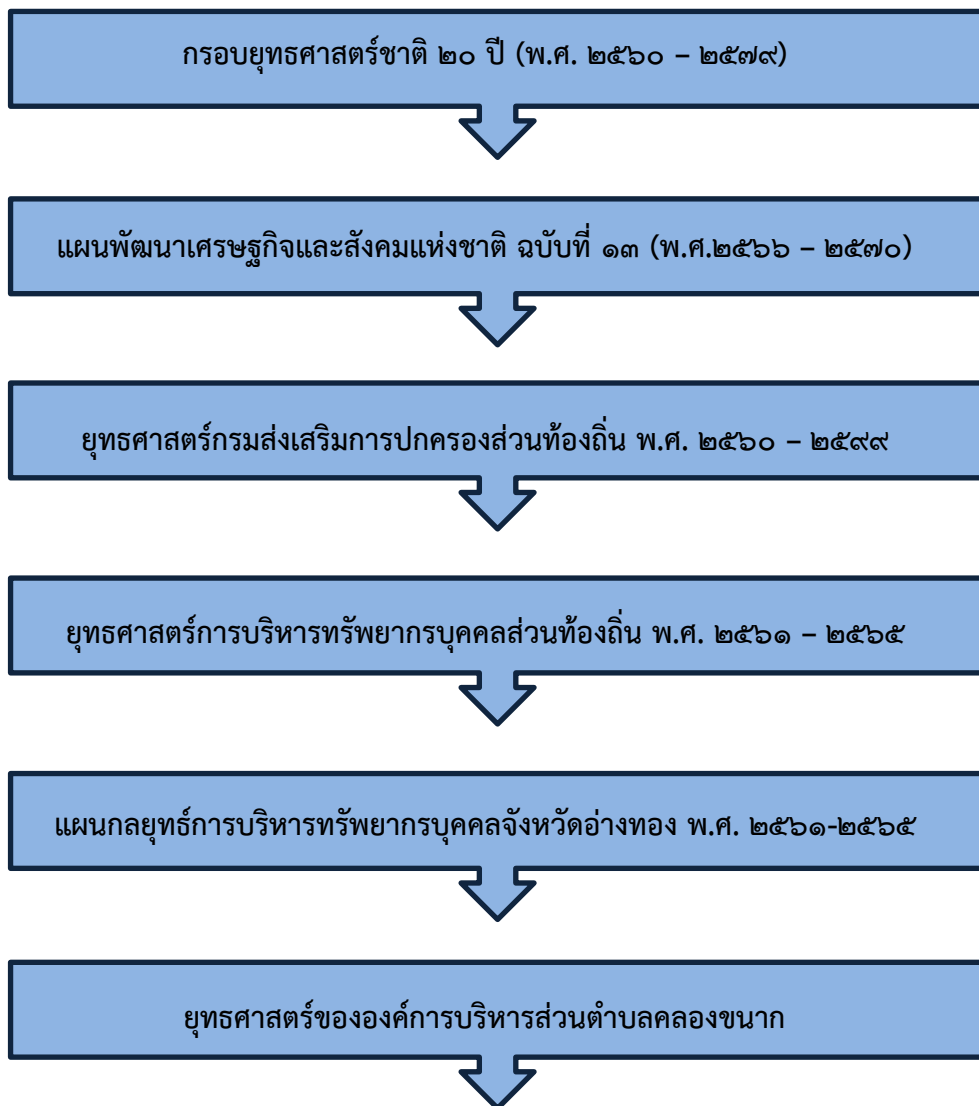 กรอบยุทธศาสตร์ชาติ ๒๐ ปี (พ.ศ. ๒๕๖๐ – ๒๕๗๙)
แผนพัฒนาเศรษฐกิจและสังคมแห่งชาติ ฉบับที่ ๑๓ (พ.ศ.๒๕๖๖ – ๒๕๗๐)
ยุทธศาสตร์กรมส่งเสริมการปกครองส่วนท้องถิ่น พ.ศ. ๒๕๖๐ – ๒๕๙๙
ยุทธศาสตร์การบริหารทรัพยากรบุคคลส่วนท้องถิ่น พ.ศ. ๒๕๖๑ – ๒๕๖๕
แผนกลยุทธ์การบริหารทรัพยากรบุคคลจังหวัดอ่างทอง พ.ศ. ๒๕๖๑-๒๕๖๕
ยุทธศาสตร์ขององค์การบริหารส่วนตำบลคลองขนาก